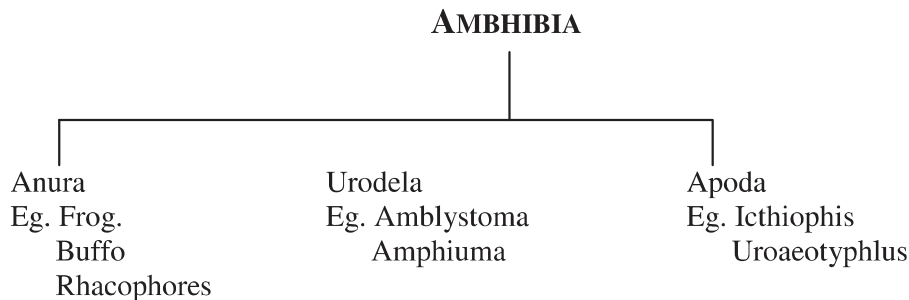 AMBHIBIA
Anura
Eg. Frog.
Buffo
Rhacophores
Urodela
Eg. Amblystoma
Amphiuma
Apoda
Eg. Icthiophis
Uroaeotyphlus